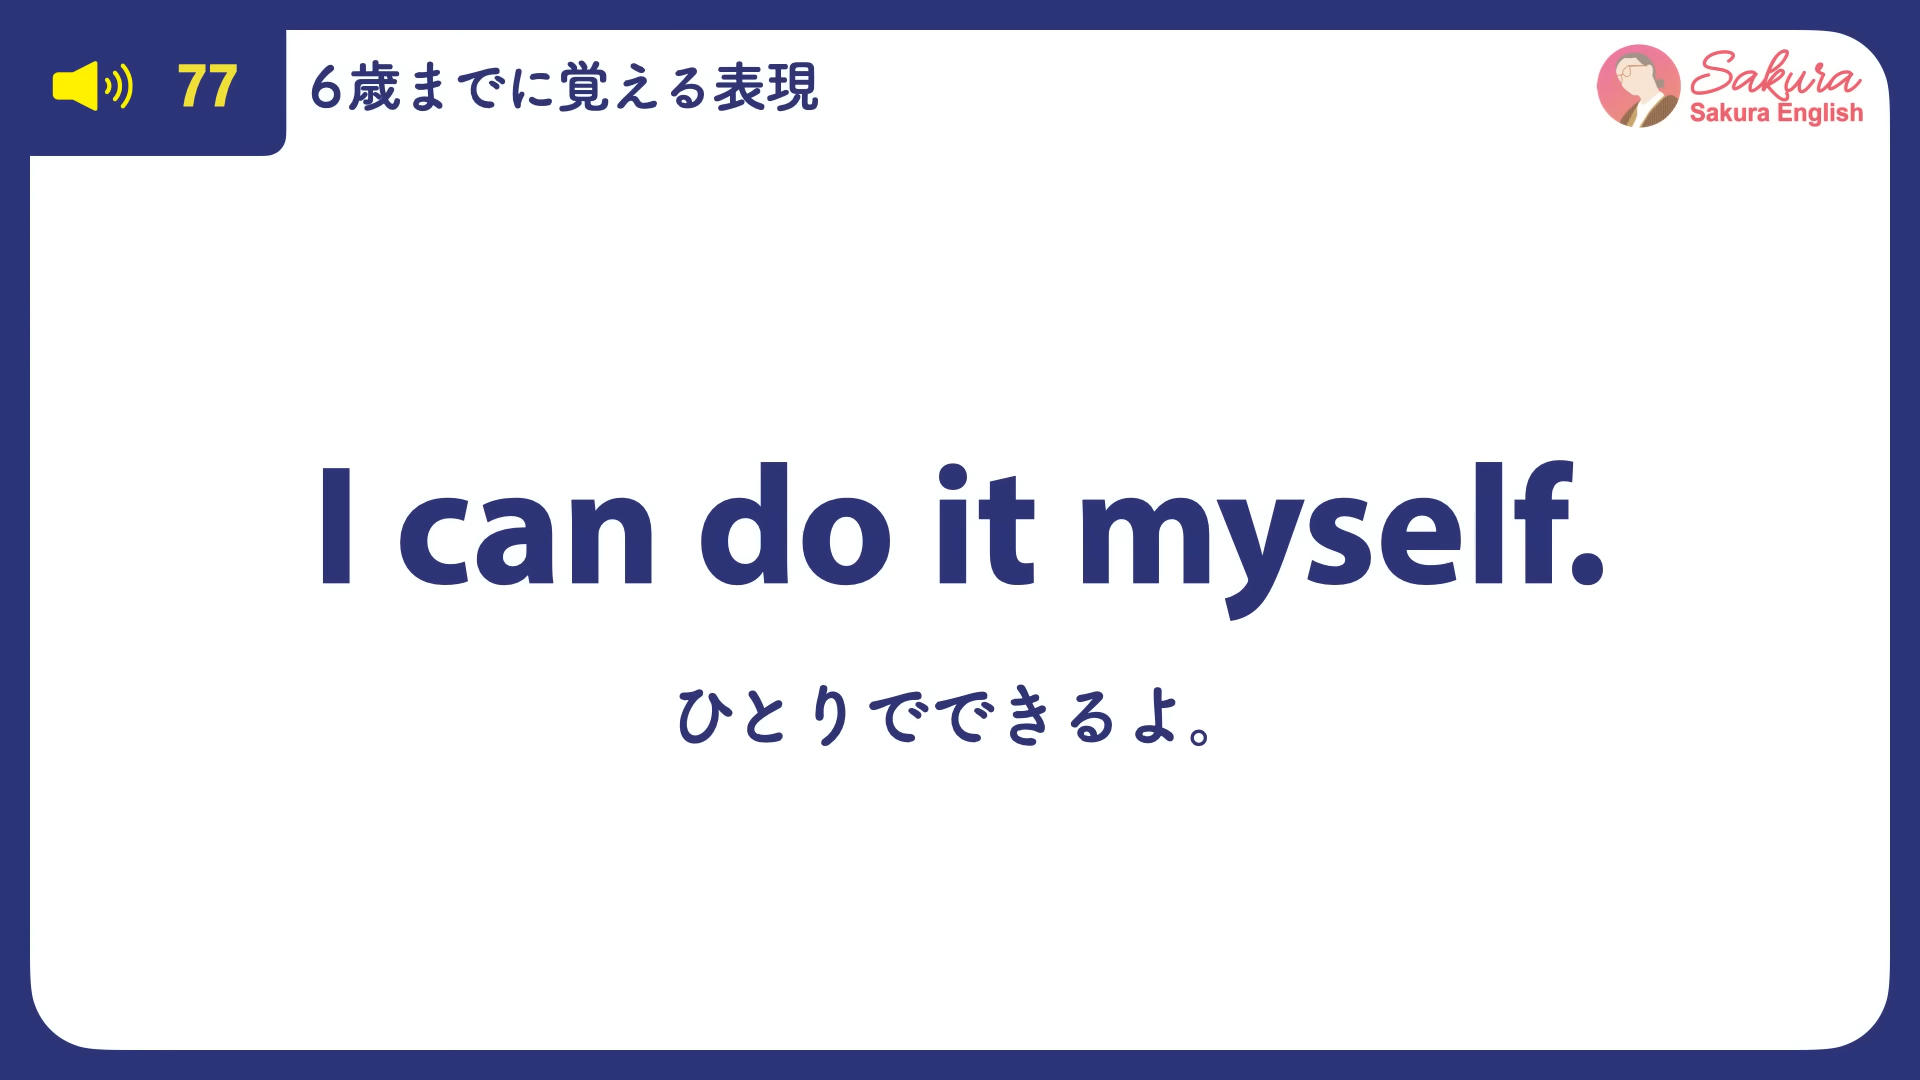 77
6歳までに覚える表現
Sakura
Sakura English
I can do it myself.
ひとりでできるよ。